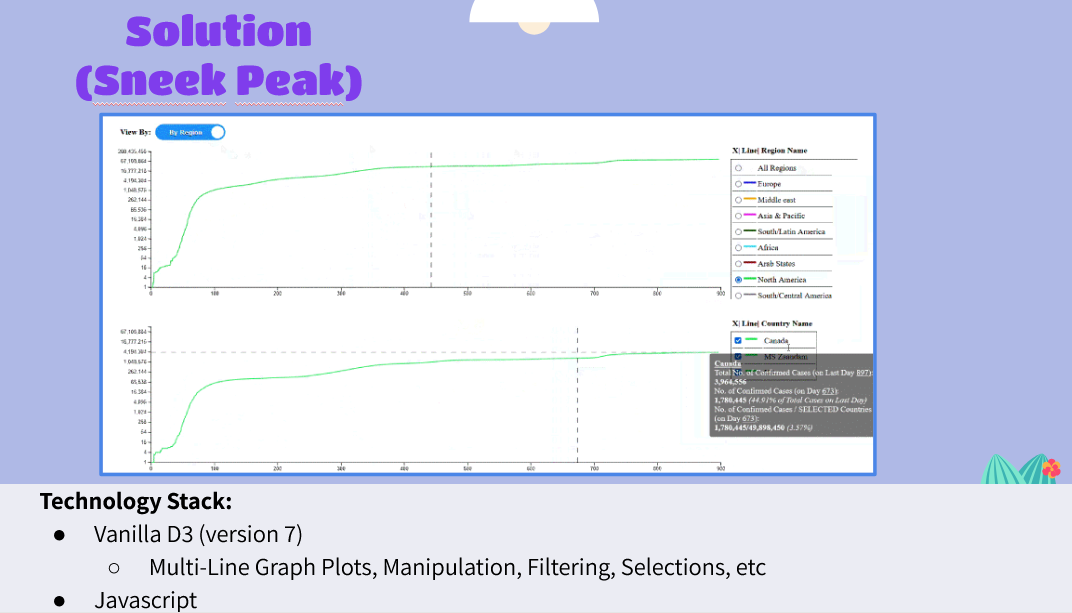 Solution
(Sneek Peak)
View By: By Region
268,435,456
67,108,864
16,777,216
4,194,304
1,048,576
262,144
65,536
16,384
4,096
1,024
256
64
16
4
1
0 100 200 300 400 500 600 700 800 900
X| Line| Region Name
All Regions
Europe
Middle east
Asia & Pacific
South/Latin America
Africa
Arab States
North America
South/Central America
67,108,864
16,777,216
4,194,304
1,048,576
262,144
65,536
16,384
4,096
1,024
256
64
16
4
1
0 100 200 300 400 500 600 700 800 900
X| Line| Country Name
Canada
MS Zaandam
Canada
Total No. of Confirmed Cases (on Last Day 897):
3,964,556
No. of Confirmed Cases (on Day 673):
1,780,445 (44.91% of Total Cases on Last Day)
No. of Confirmed Cases / SELECTED Countries
(on Day 673):
1,780,445/49,898,450 (3.57%)
Technology Stack:
● Vanilla D3 (version 7)
○ Multi-Line Graph Plots, Manipulation, Filtering, Selections, etc
● Javascript